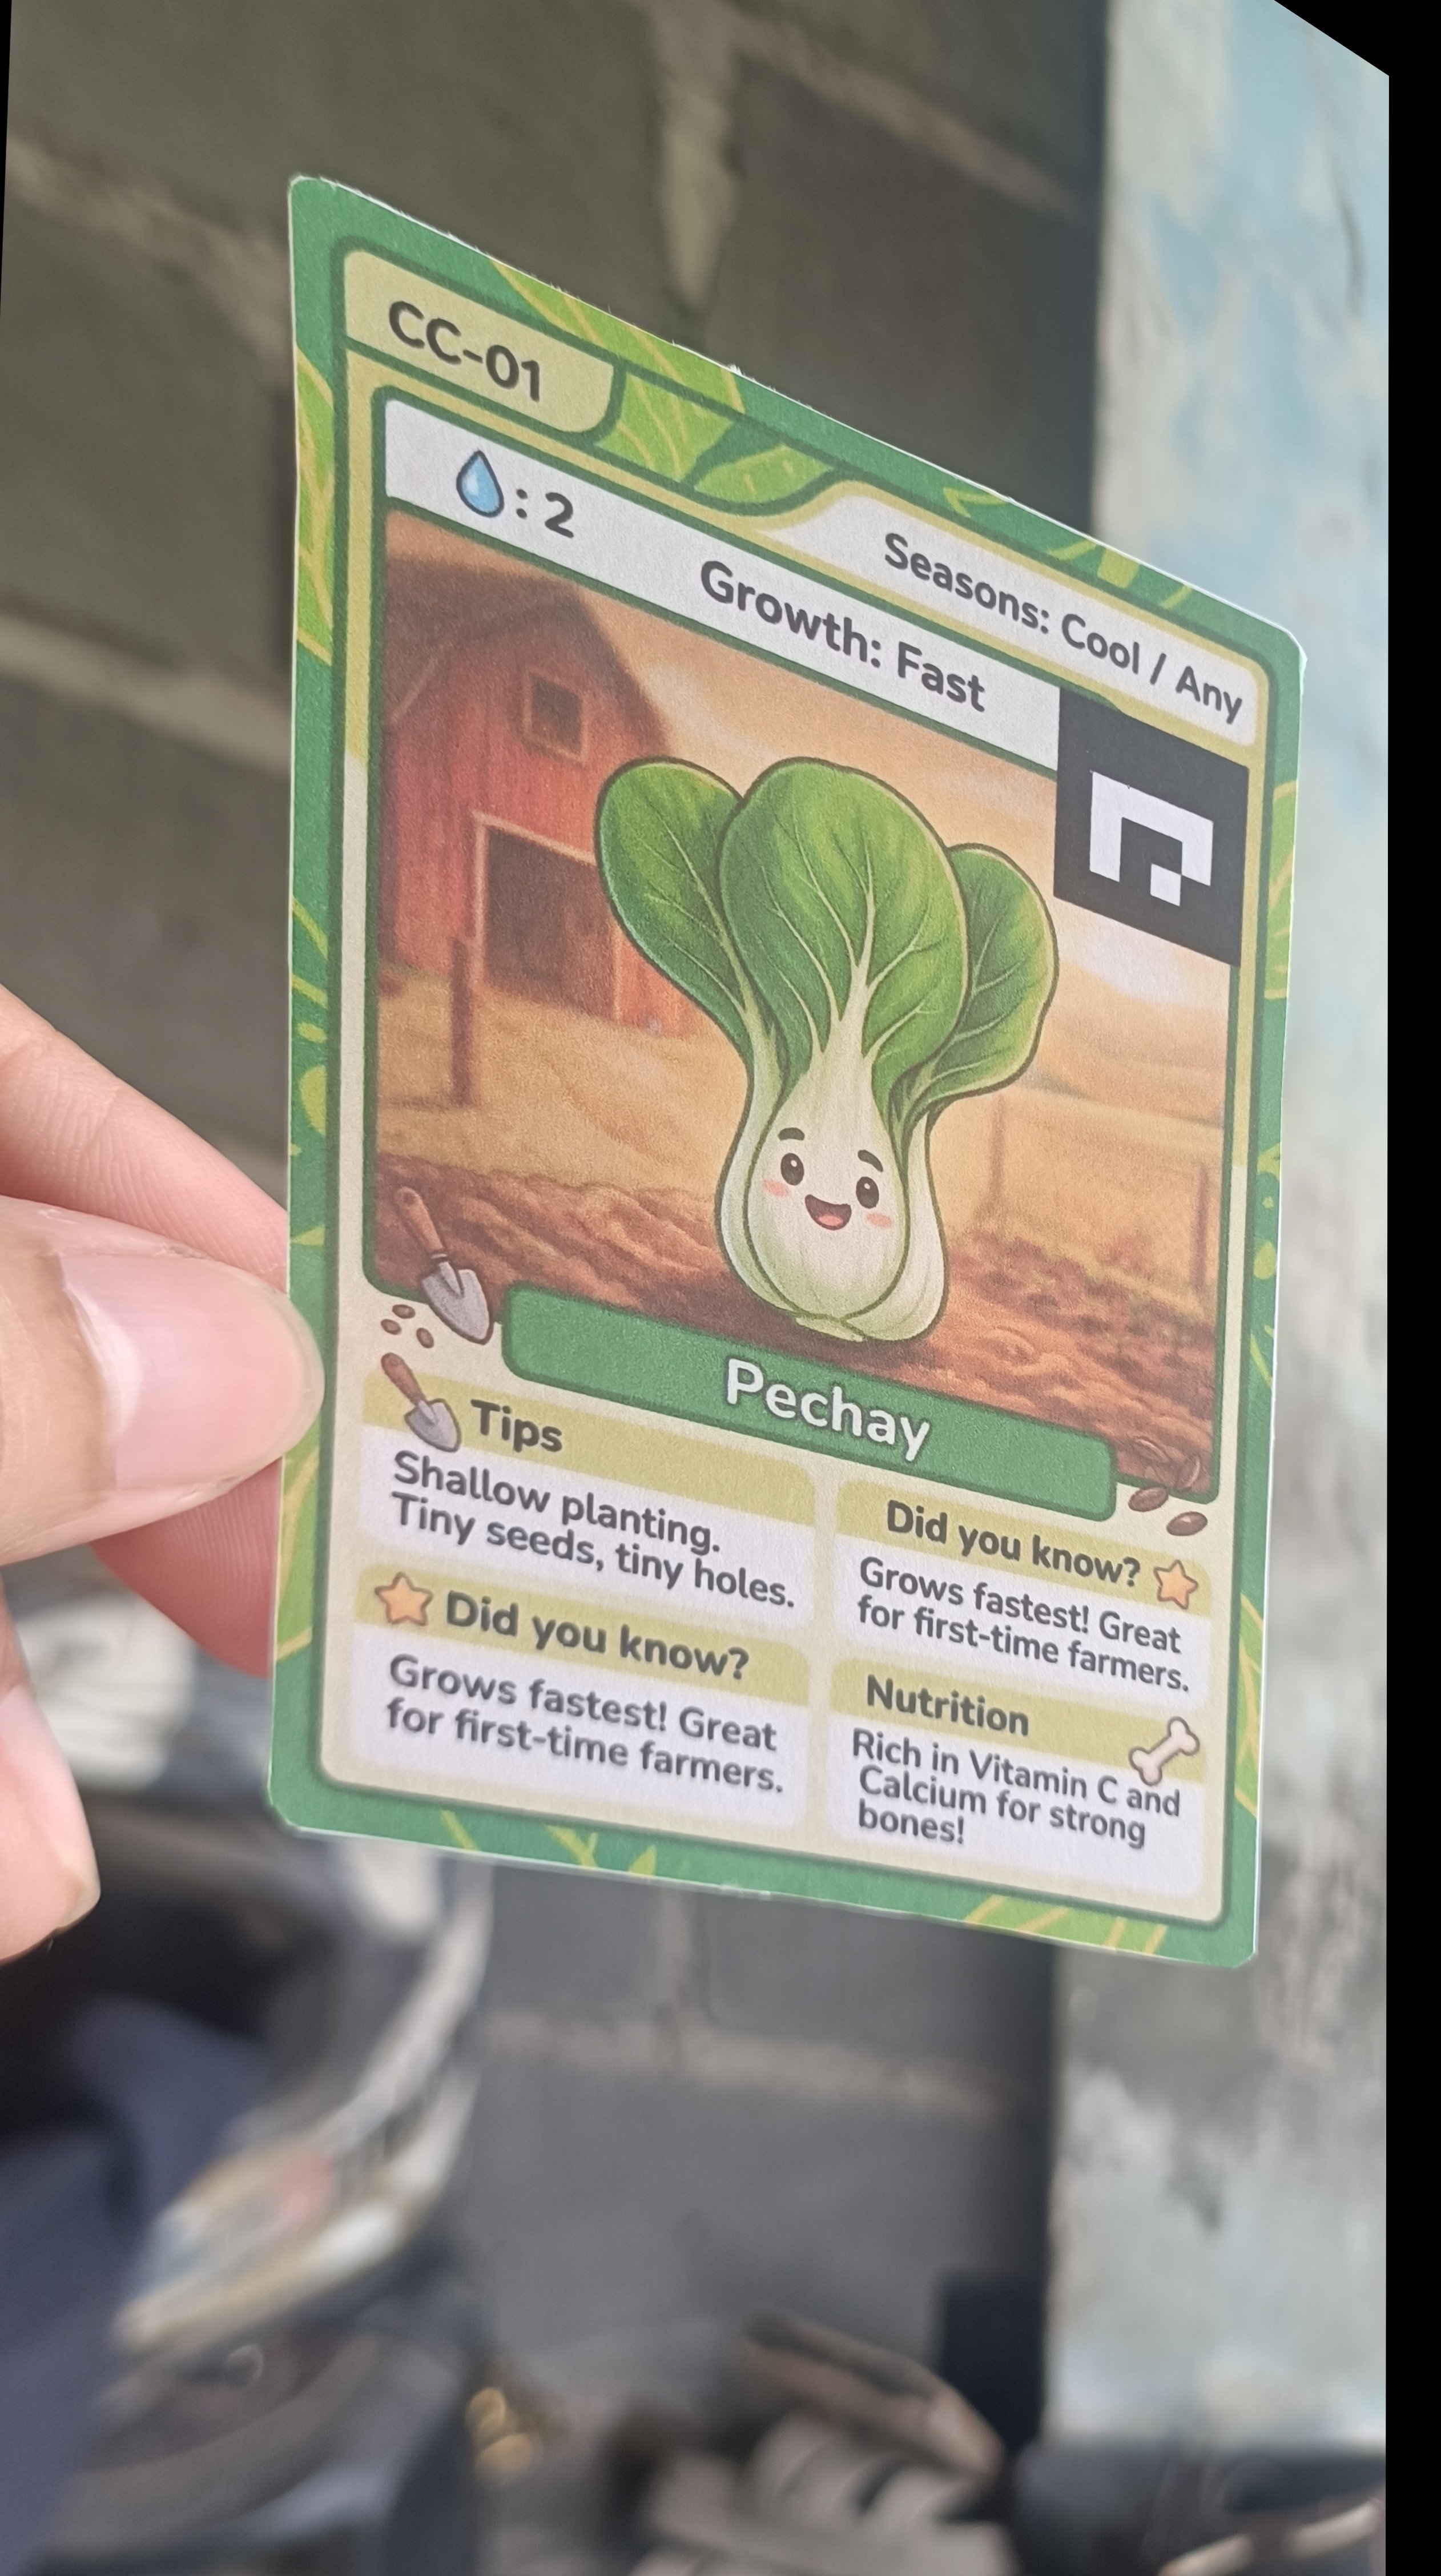 CC-01
: 2
Growth: Fast
Seasons: Cool / Any
Pechay
Tips
Shallow planting.
Tiny seeds, tiny holes.
Did you know?
Grows fastest! Great
for first-time farmers.
Did you know?
Grows fastest! Great
for first-time farmers.
Nutrition
Rich in Vitamin C and
Calcium for strong
bones!